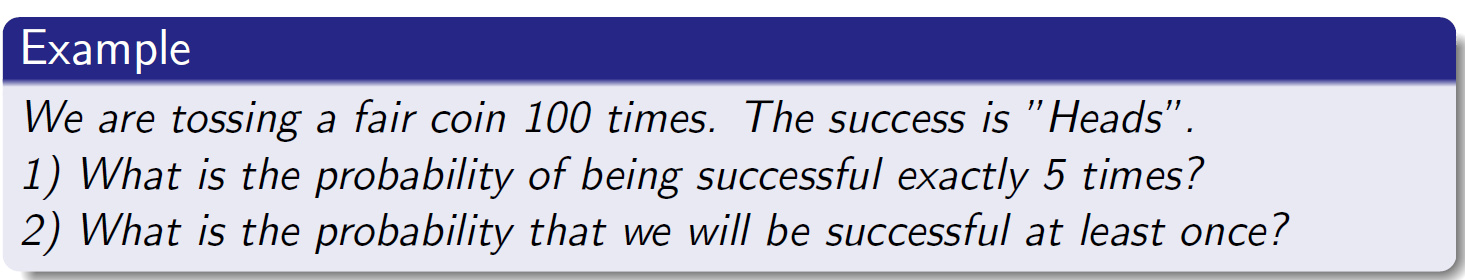 Example
We are tossing a fair coin 100 times. The success is ”Heads”.
1) What is the probability of being successful exactly 5 times?
2) What is the probability that we will be successful at least once?